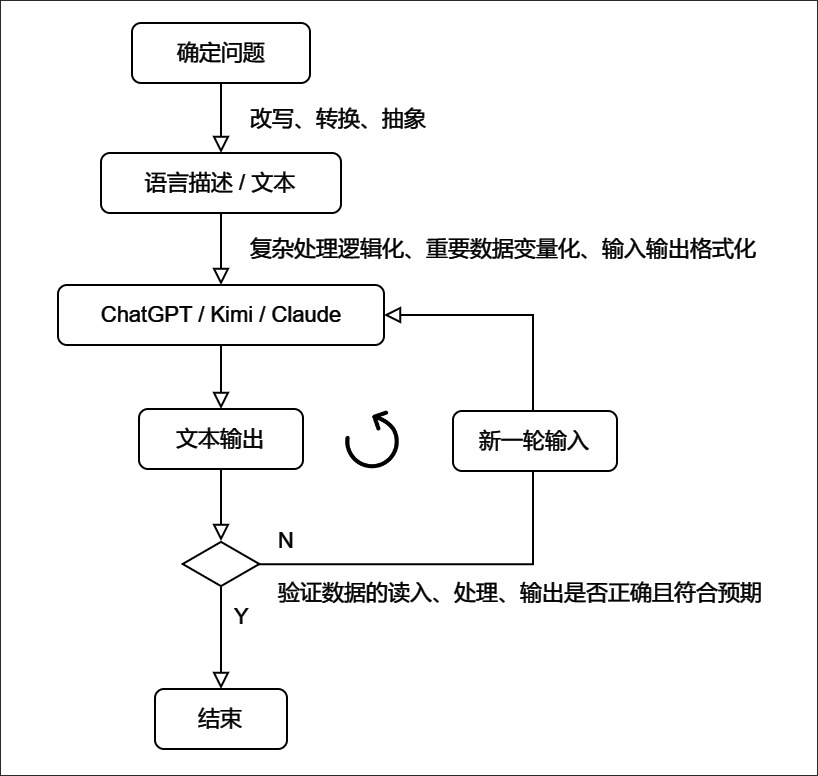 确定问题
改写、转换、抽象
语言描述 / 文本
复杂处理逻辑化、重要数据变量化、输入输出格式化
ChatGPT / Kimi / Claude
文本输出
新一轮输入
N
验证数据的读入、处理、输出是否正确且符合预期
Y
结束